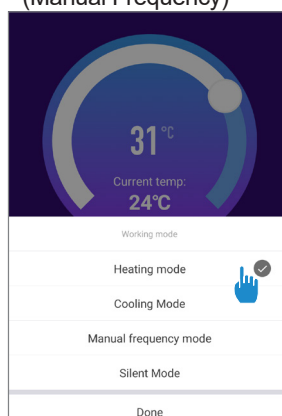 (Manual Frequency)
31°C
Current temp:
24℃
Working mode
Heating mode
Cooling Mode
Manual frequency mode
Silent Mode
Done